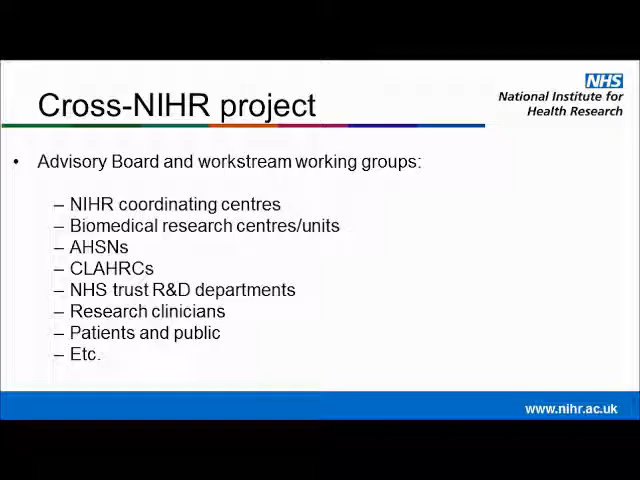 NHS
National Institute for
Health Research
Cross-NIHR project
• Advisory Board and workstream working groups:
– NIHR coordinating centres
– Biomedical research centres/units
– AHSNs
– CLAHRCs
– NHS trust R&D departments
– Research clinicians
– Patients and public
– Etc.
www.nihr.ac.uk